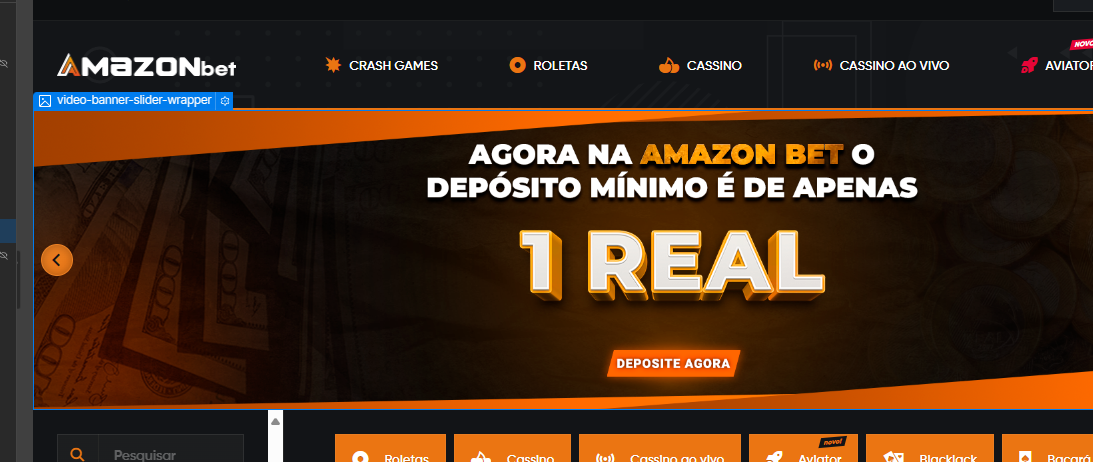 NOVO
AMAZONbet
CRASH GAMES
ROLETAS
CASSINO
CASSINO AO VIVO
AVIATOR
video-banner-slider-wrapper
AGORA NA AMAZON BET O
DEPÓSITO MÍNIMO É DE APENAS
1 REAL
DEPOSITE AGORA
Pesquisar
Roletas
Cassino
Cassino ao vivo
novo!
Aviator
Blackjack
Bacará